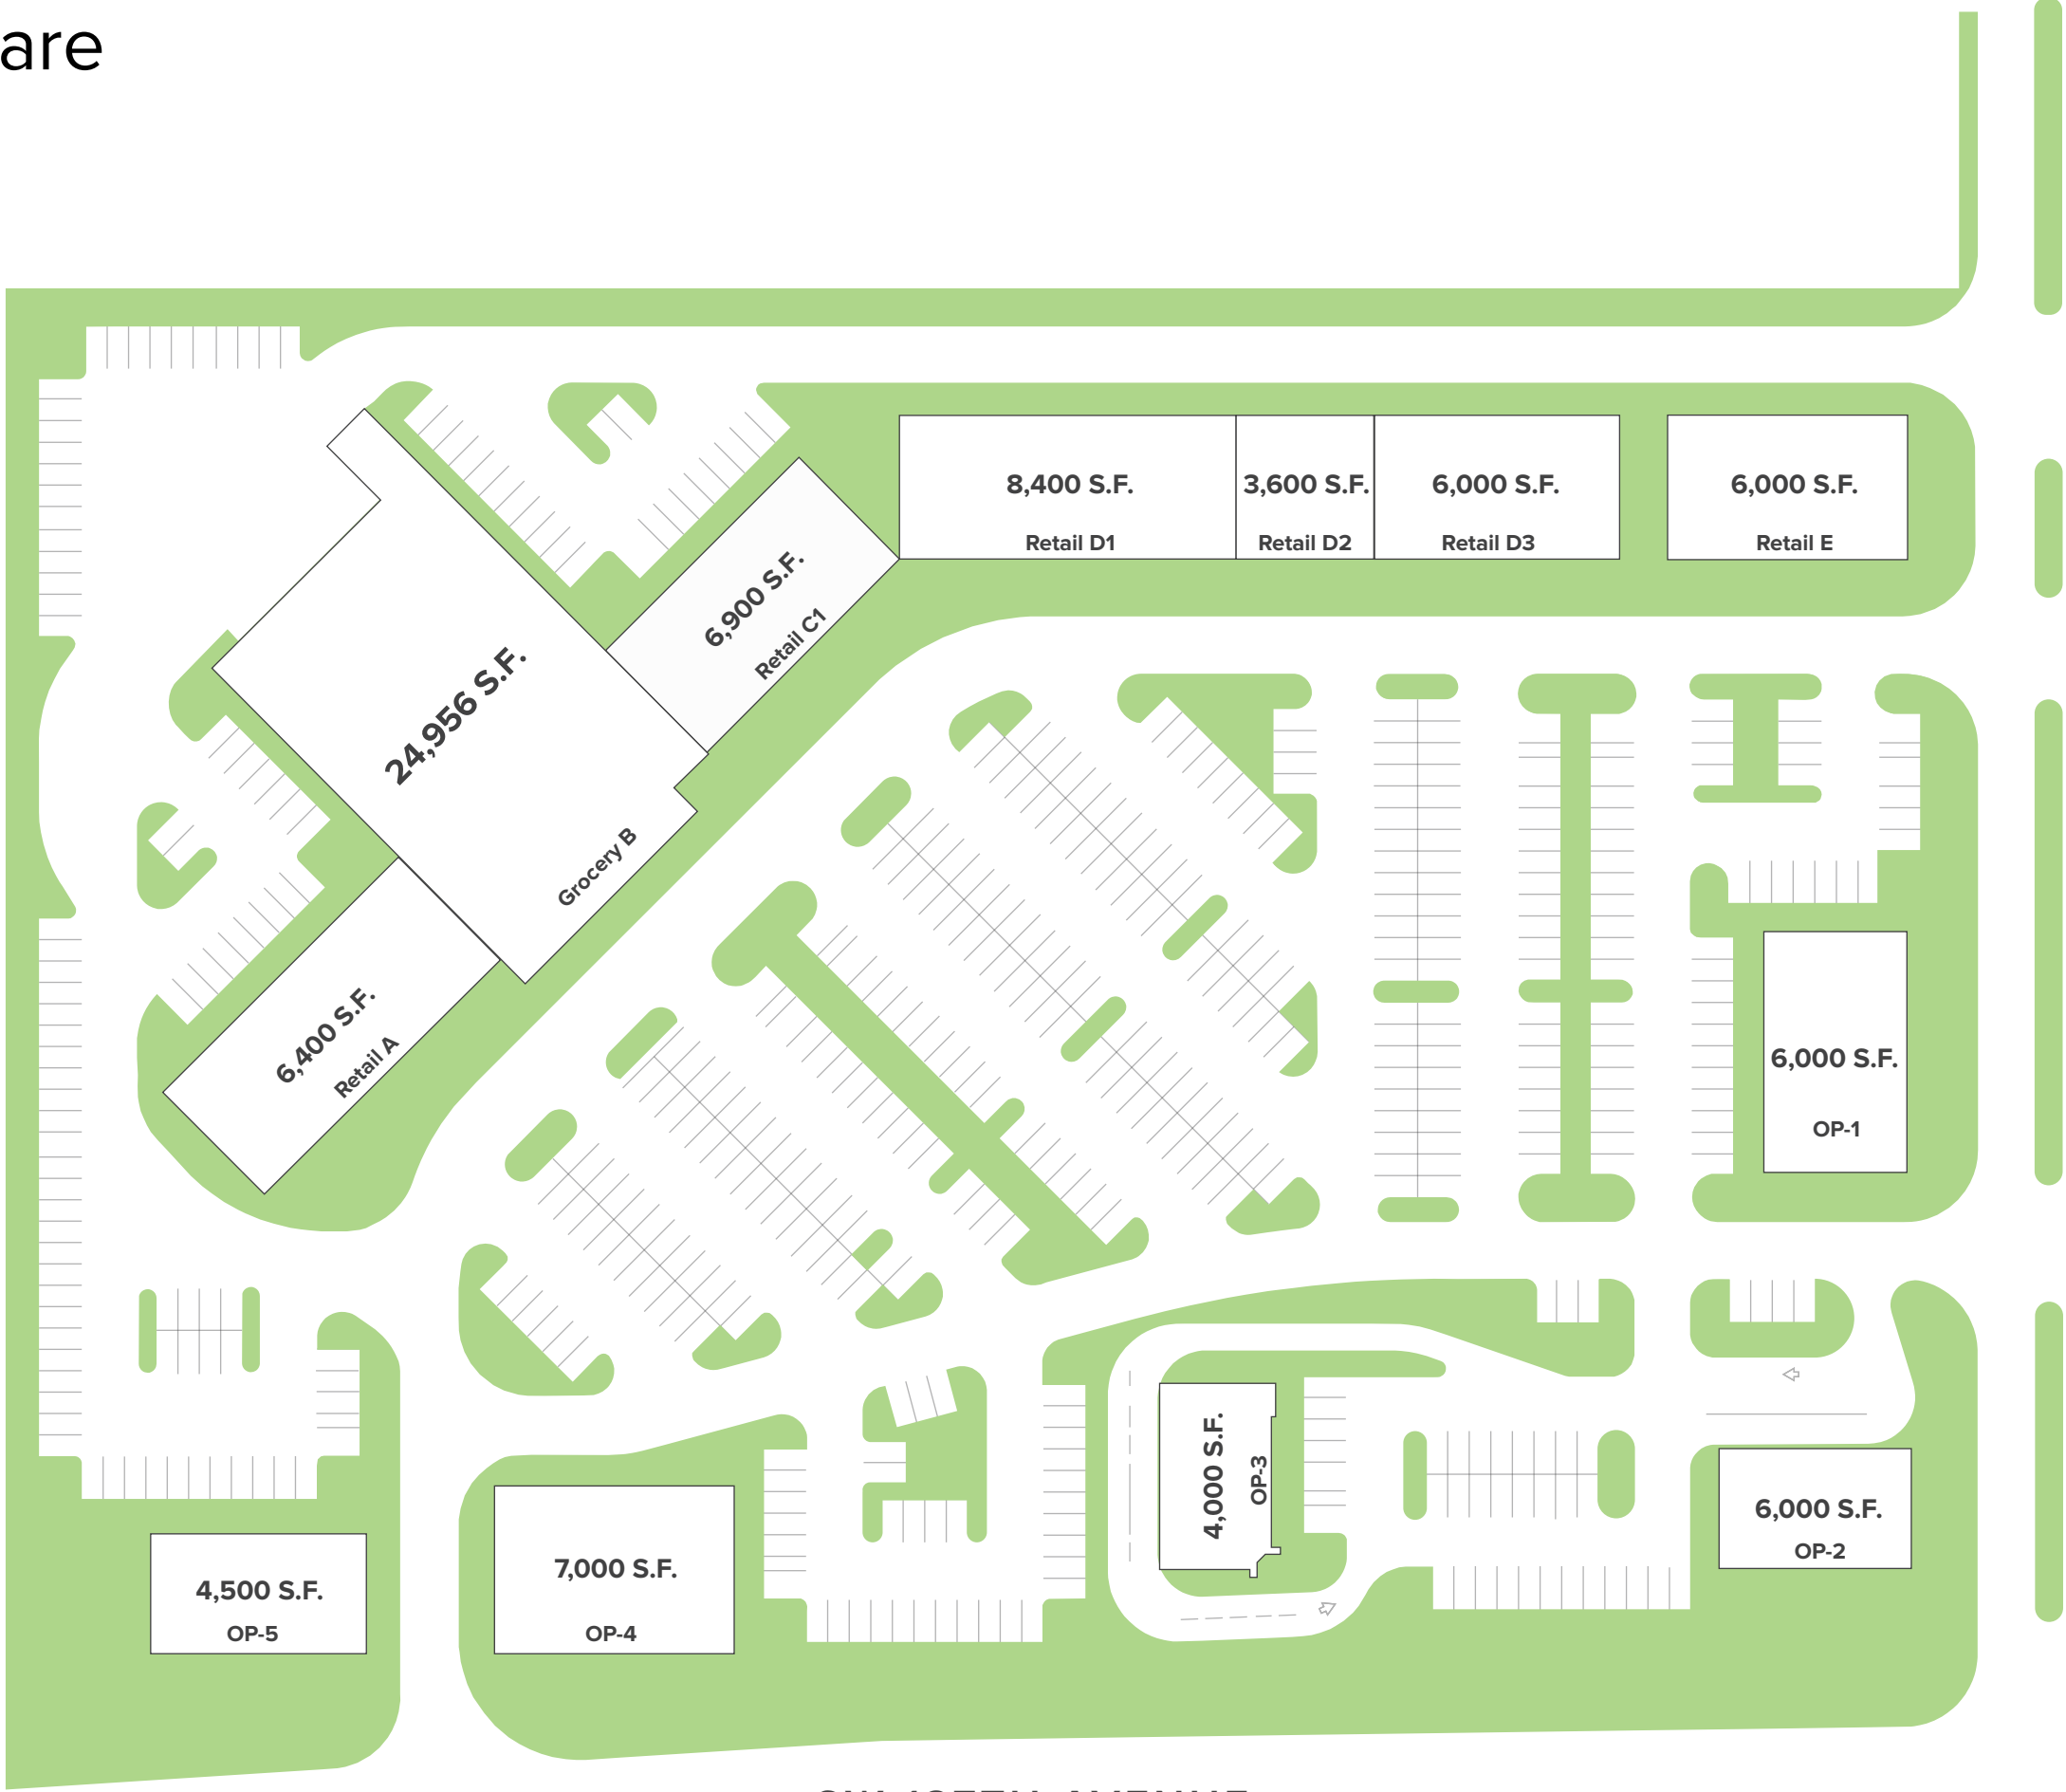 are
8,400 S.F.
Retail D1
3,600 S.F.
Retail D2
6,000 S.F.
Retail D3
6,000 S.F.
Retail E
6,900 S.F.
Retail C1
24,956 S.F.
Grocery B
6,400 S.F.
Retail A
6,000 S.F.
OP-1
4,000 S.F.
OP-3
6,000 S.F.
OP-2
7,000 S.F.
OP-4
4,500 S.F.
OP-5